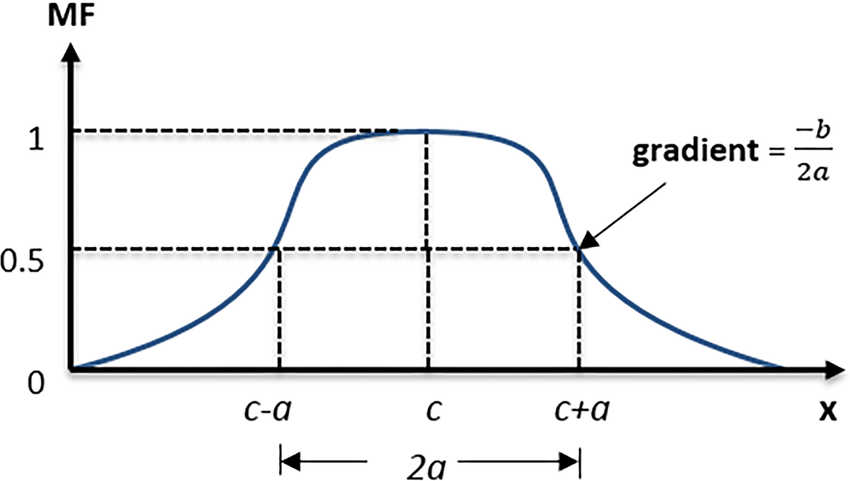 MF
1
gradient = -b/2a
0.5
0
c-a
c
c+a
x
2a